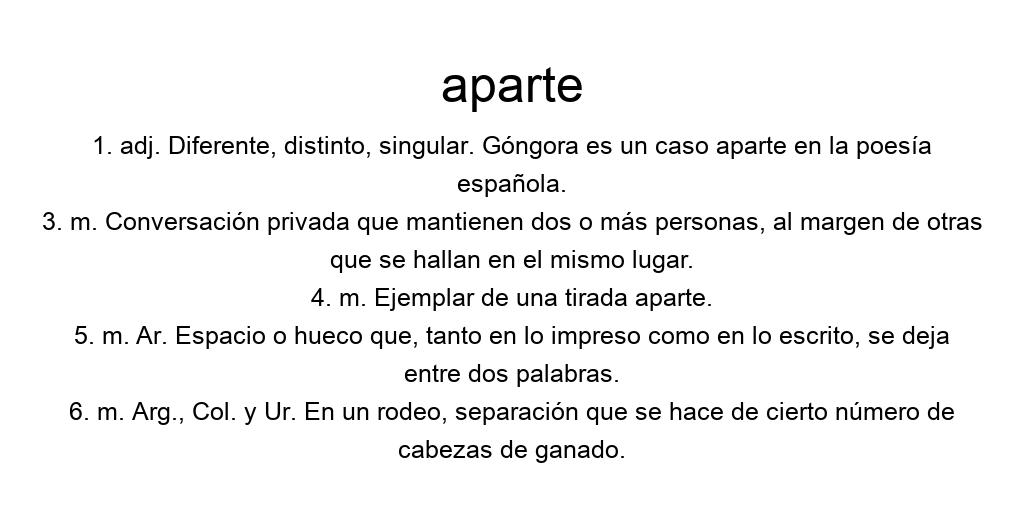 aparte
1. adj. Diferente, distinto, singular. Góngora es un caso aparte en la poesía
española.
3. m. Conversación privada que mantienen dos o más personas, al margen de otras
que se hallan en el mismo lugar.
4. m. Ejemplar de una tirada aparte.
5. m. Ar. Espacio o hueco que, tanto en lo impreso como en lo escrito, se deja
entre dos palabras.
6. m. Arg., Col. y Ur. En un rodeo, separación que se hace de cierto número de
cabezas de ganado.